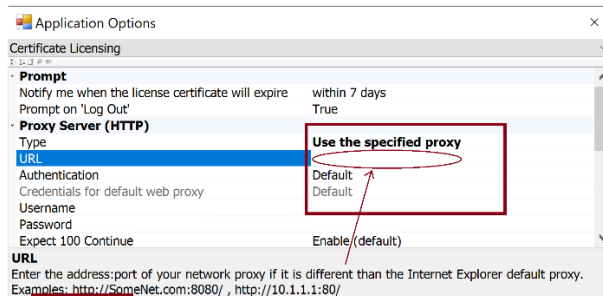 Application Options
Certificate Licensing
Prompt
Notify me when the license certificate will expire within 7 days
Prompt on 'Log Out' True
Proxy Server (HTTP)
Type Use the specified proxy
URL
Authentication Default
Credentials for default web proxy Default
Username
Password
Expect 100 Continue Enable (default)
URL
Enter the address:port of your network proxy if it is different than the Internet Explorer default proxy.
Examples: http://SomeNet.com:8080/ , http://10.1.1.1:80/